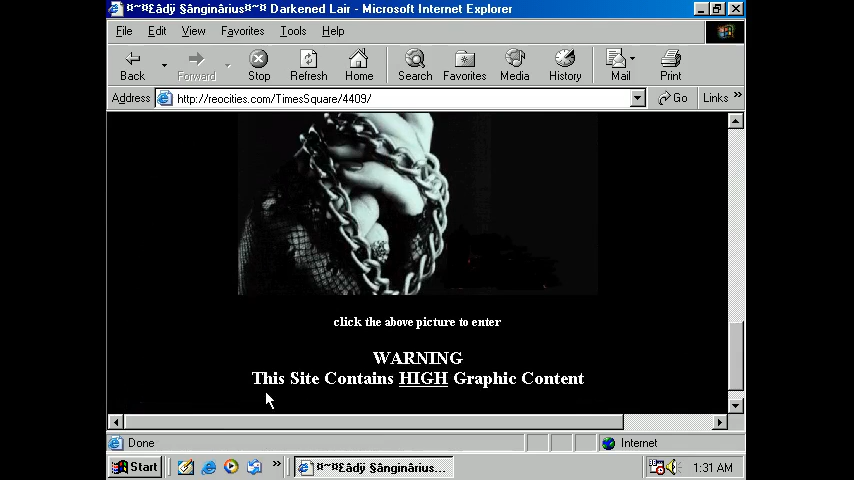 ¤~¤£âdÿ §ânginârius¤~¤ Darkened Lair - Microsoft Internet Explorer
File Edit View Favorites Tools Help
Back Forward Stop Refresh Home Search Favorites Media History Mail Print
Address http://reocities.com/TimesSquare/4409/ Go Links »
click the above picture to enter
WARNING
This Site Contains HIGH Graphic Content
Done Internet
Start » ¤~¤£âdÿ §ânginârius... 1:31 AM